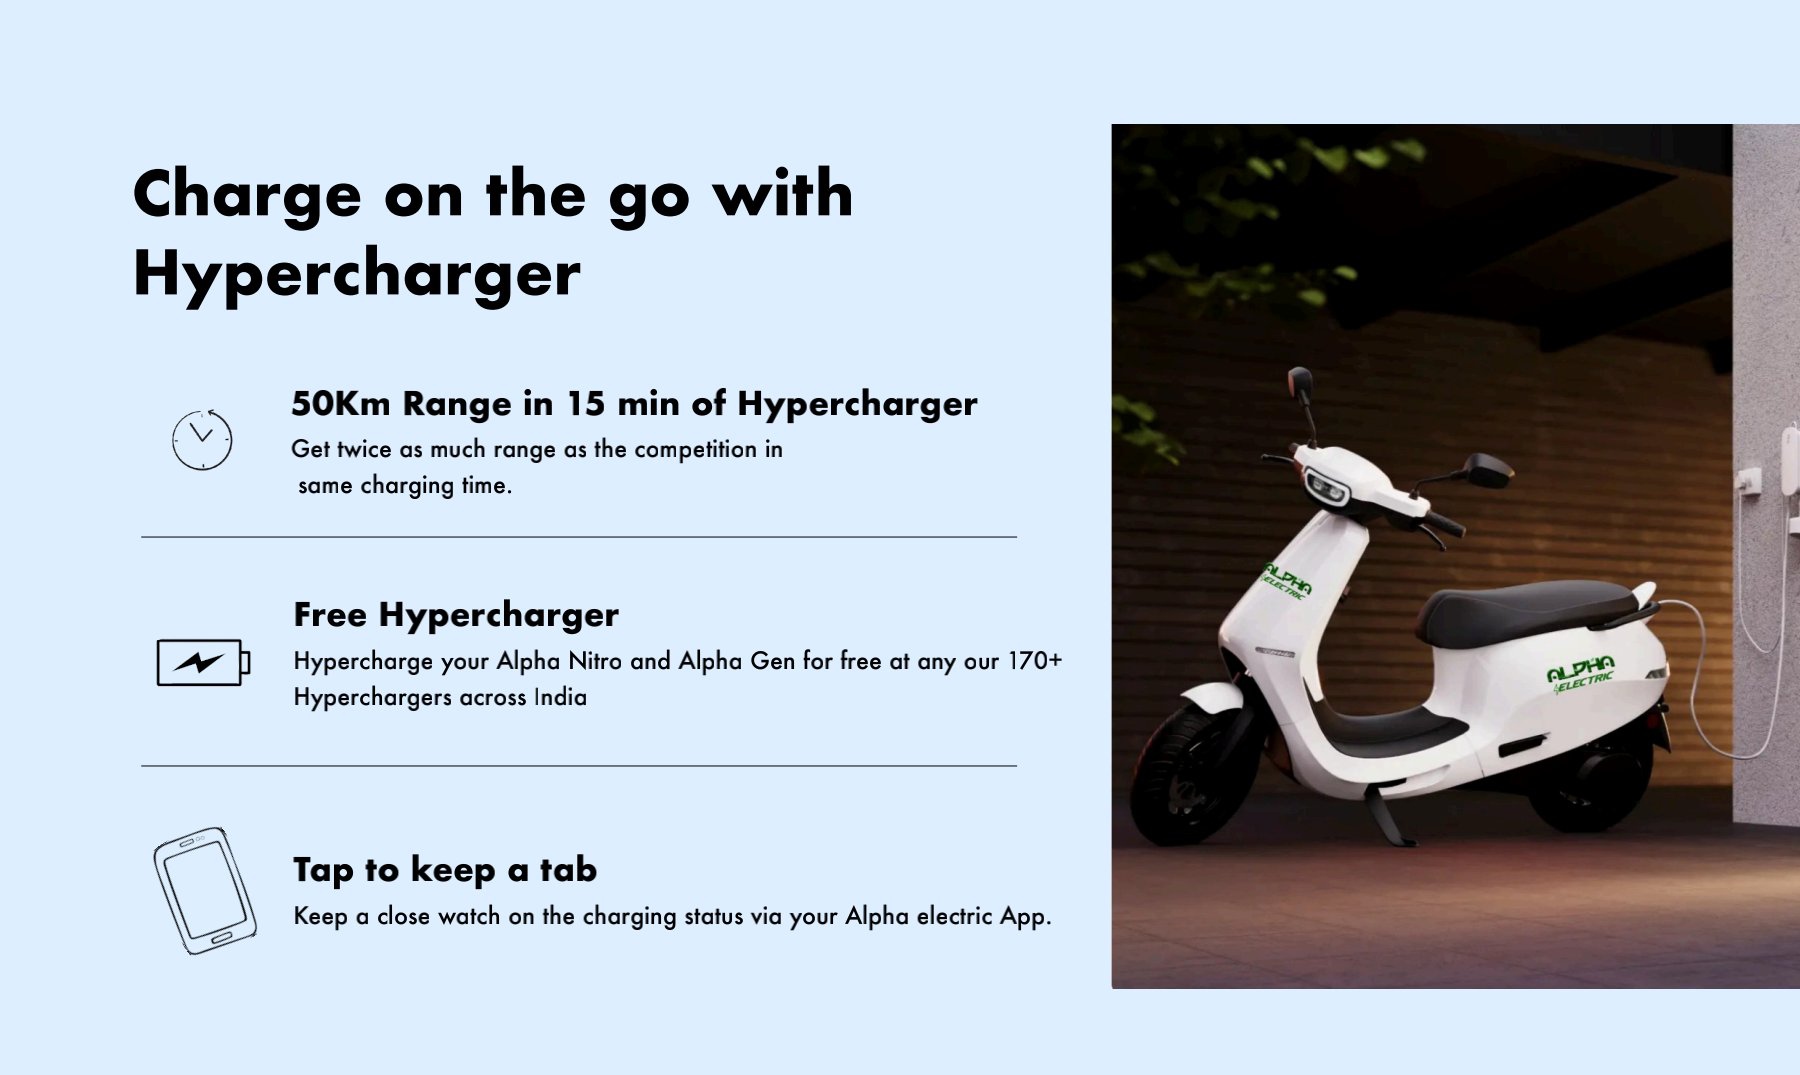 Charge on the go with
Hypercharger
50Km Range in 15 min of Hypercharger
Get twice as much range as the competition in
same charging time.
Free Hypercharger
Hypercharge your Alpha Nitro and Alpha Gen for free at any our 170+
Hyperchargers across India
Tap to keep a tab
Keep a close watch on the charging status via your Alpha electric App.
ALPHA
ELECTRIC
ALPHA
ELECTRIC